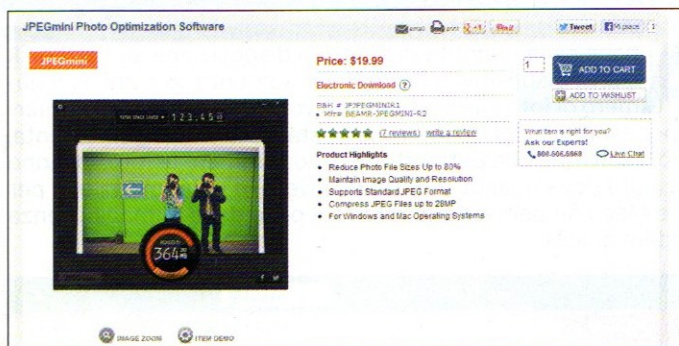 JPEGmini Photo Optimization Software
email print +1 Pin it Tweet
JPEGmini
Price: $19.99
1 ADD TO CART
Electronic Download (?)
ADD TO WISHLIST
B&H # JPJPEGMINIR1
• Mfr# BEAMR-JPEGMINI-R2
(7 reviews) write a review
What item is right for you?
Ask our Experts!
Live Chat
Product Highlights
• Reduce Photo File Sizes Up to 80%
• Maintain Image Quality and Resolution
• Supports Standard JPEG Format
• Compress JPEG Files up to 28MP
• For Windows and Mac Operating Systems
364
IMAGE ZOOM ITEM DEMO